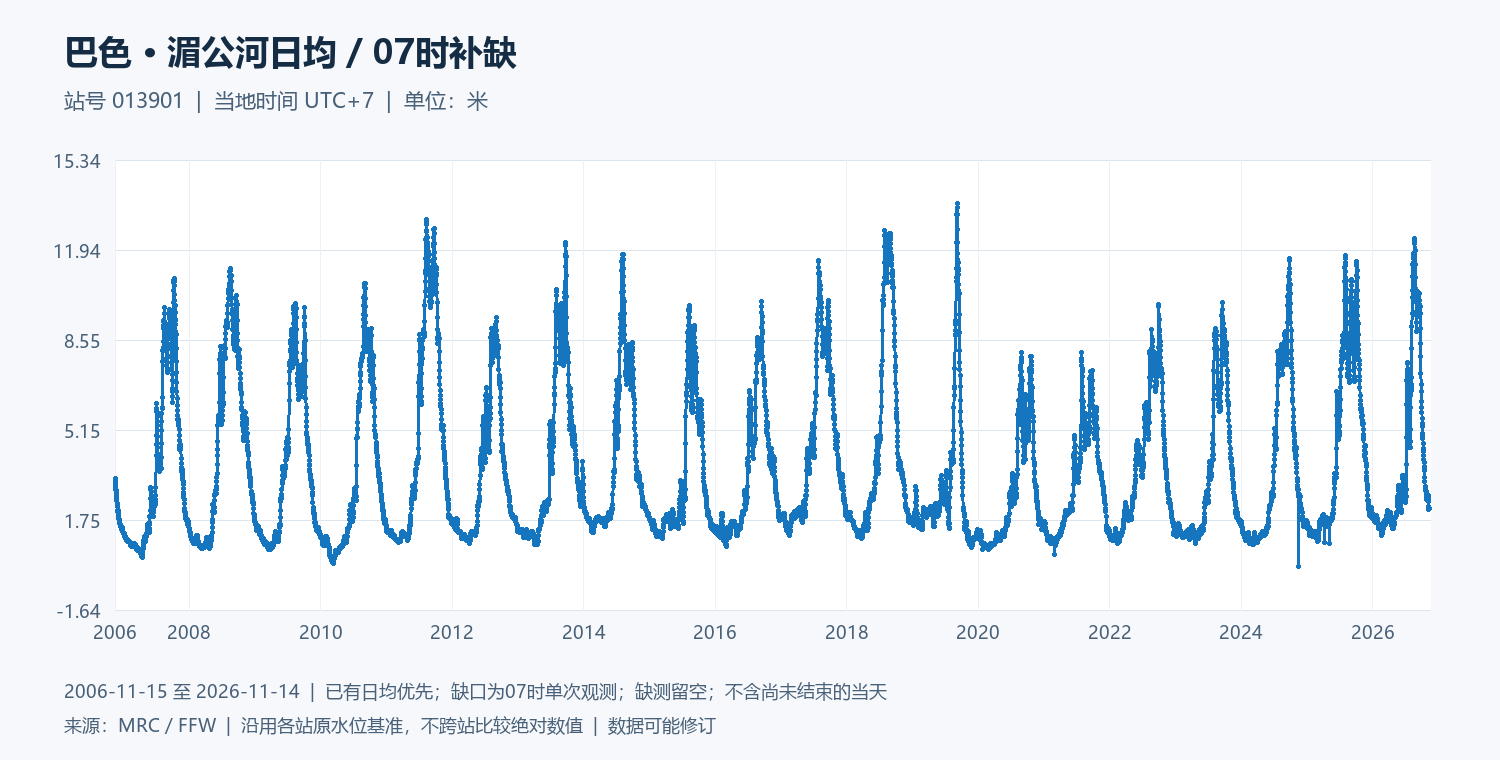 巴色 • 湄公河日均 / 07时补缺
站号 013901 | 当地时间 UTC+7 | 单位：米
15.34
11.94
8.55
5.15
1.75
-1.64
2006 2008 2010 2012 2014 2016 2018 2020 2022 2024 2026
2006-11-15 至 2026-11-14 | 已有日均优先；缺口为07时单次观测；缺测留空；不含尚未结束的当天
来源：MRC / FFW | 沿用各站原水位基准，不跨站比较绝对数值 | 数据可能修订